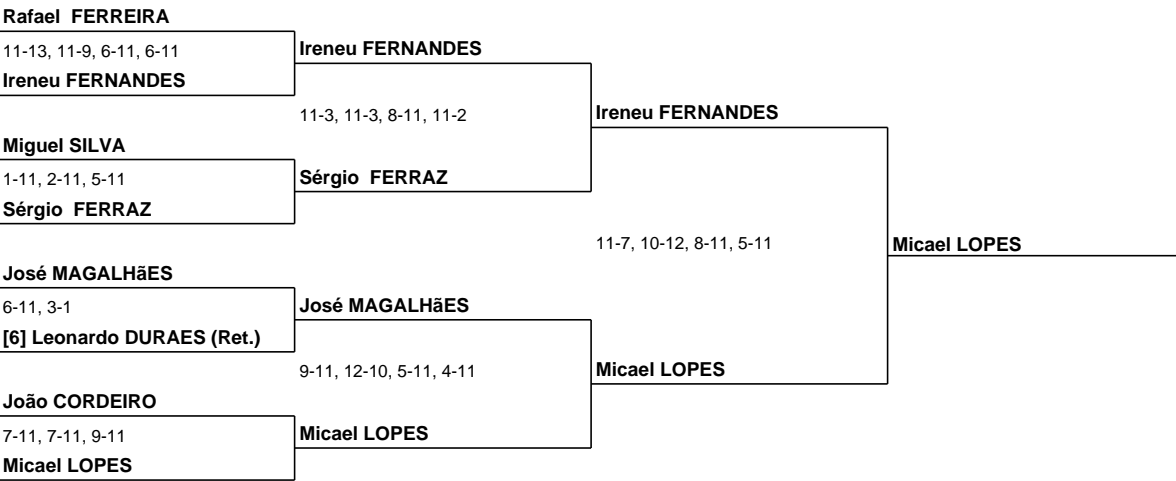 Rafael FERREIRA
11-13, 11-9, 6-11, 6-11
Ireneu FERNANDES
Ireneu FERNANDES
11-3, 11-3, 8-11, 11-2
Ireneu FERNANDES
Miguel SILVA
1-11, 2-11, 5-11
Sérgio FERRAZ
Sérgio FERRAZ
11-7, 10-12, 8-11, 5-11
Micael LOPES
José MAGALHãES
6-11, 3-1
José MAGALHãES
[6] Leonardo DURAES (Ret.)
9-11, 12-10, 5-11, 4-11
Micael LOPES
João CORDEIRO
7-11, 7-11, 9-11
Micael LOPES
Micael LOPES